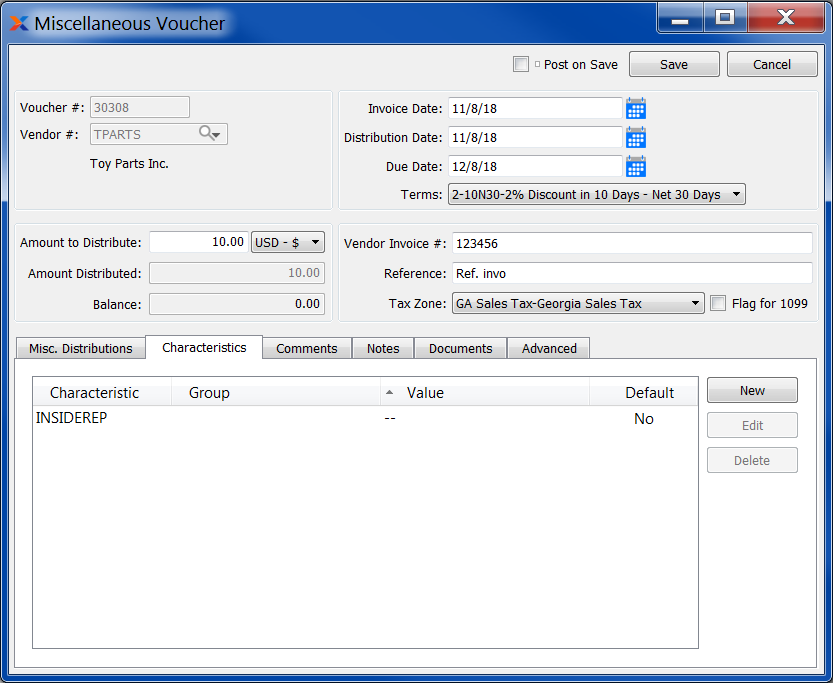 Miscellaneous Voucher
Post on Save Save Cancel
Voucher #: 30308
Vendor #: TPARTS
Toy Parts Inc.
Invoice Date: 11/8/18
Distribution Date: 11/8/18
Due Date: 12/8/18
Terms: 2-10N30-2% Discount in 10 Days - Net 30 Days
Amount to Distribute: 10.00 USD - $
Amount Distributed: 10.00
Balance: 0.00
Vendor Invoice #: 123456
Reference: Ref. invo
Tax Zone: GA Sales Tax-Georgia Sales Tax Flag for 1099
Misc. Distributions Characteristics Comments Notes Documents Advanced
Characteristic Group Value Default
INSIDEREP -- No
New
Edit
Delete